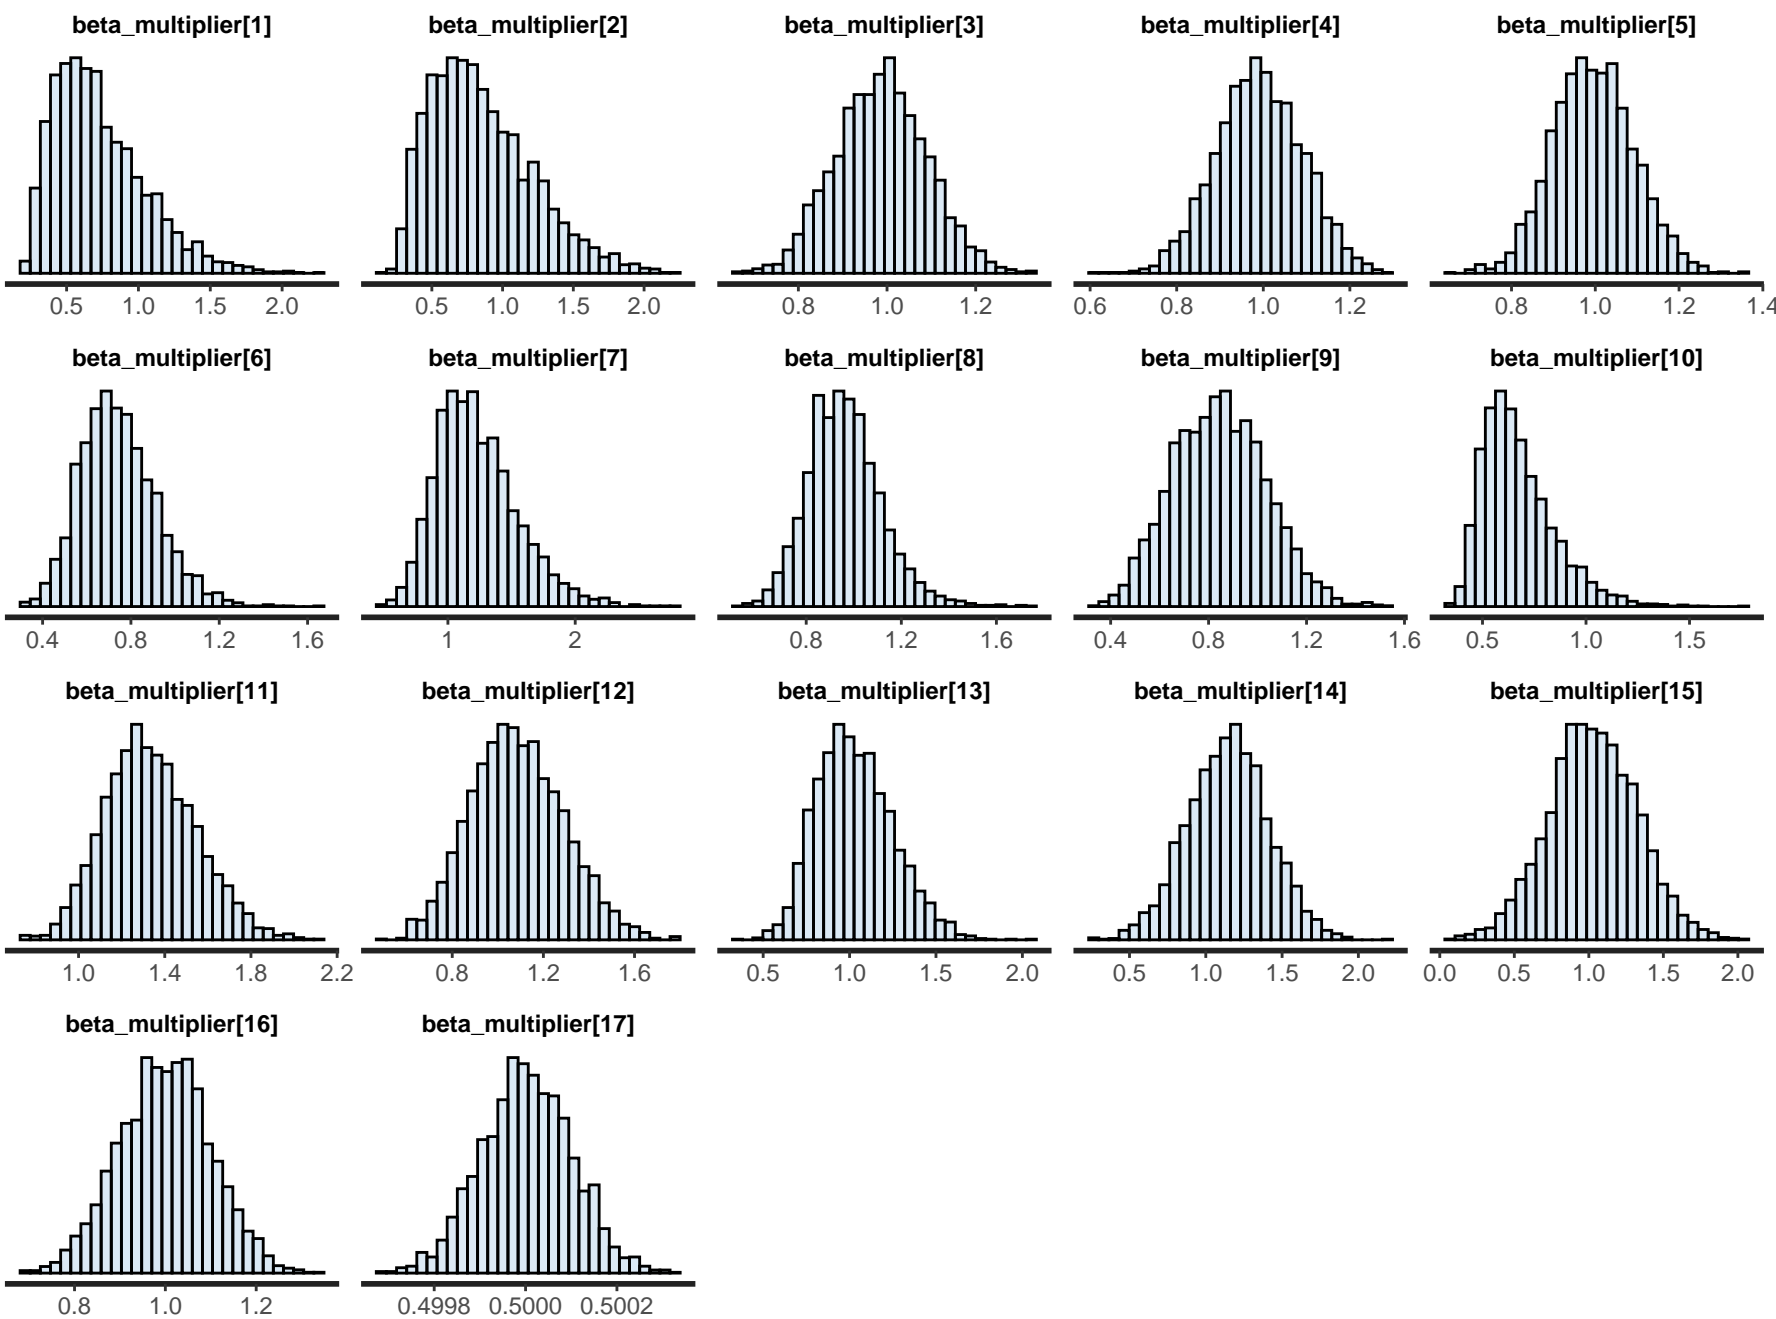 beta_multiplier[1] beta_multiplier[2] beta_multiplier[3] beta_multiplier[4] beta_multiplier[5]
0.5 1.0 1.5 2.0 0.5 1.0 1.5 2.0 0.8 1.0 1.2 0.6 0.8 1.0 1.2 0.8 1.0 1.2 1.4
beta_multiplier[6] beta_multiplier[7] beta_multiplier[8] beta_multiplier[9] beta_multiplier[10]
0.4 0.8 1.2 1.6 1 2 0.8 1.2 1.6 0.4 0.8 1.2 1.6 0.5 1.0 1.5
beta_multiplier[11] beta_multiplier[12] beta_multiplier[13] beta_multiplier[14] beta_multiplier[15]
1.0 1.4 1.8 2.2 0.8 1.2 1.6 0.5 1.0 1.5 2.0 0.5 1.0 1.5 2.0 0.0 0.5 1.0 1.5 2.0
beta_multiplier[16] beta_multiplier[17]
0.8 1.0 1.2 0.4998 0.5000 0.5002